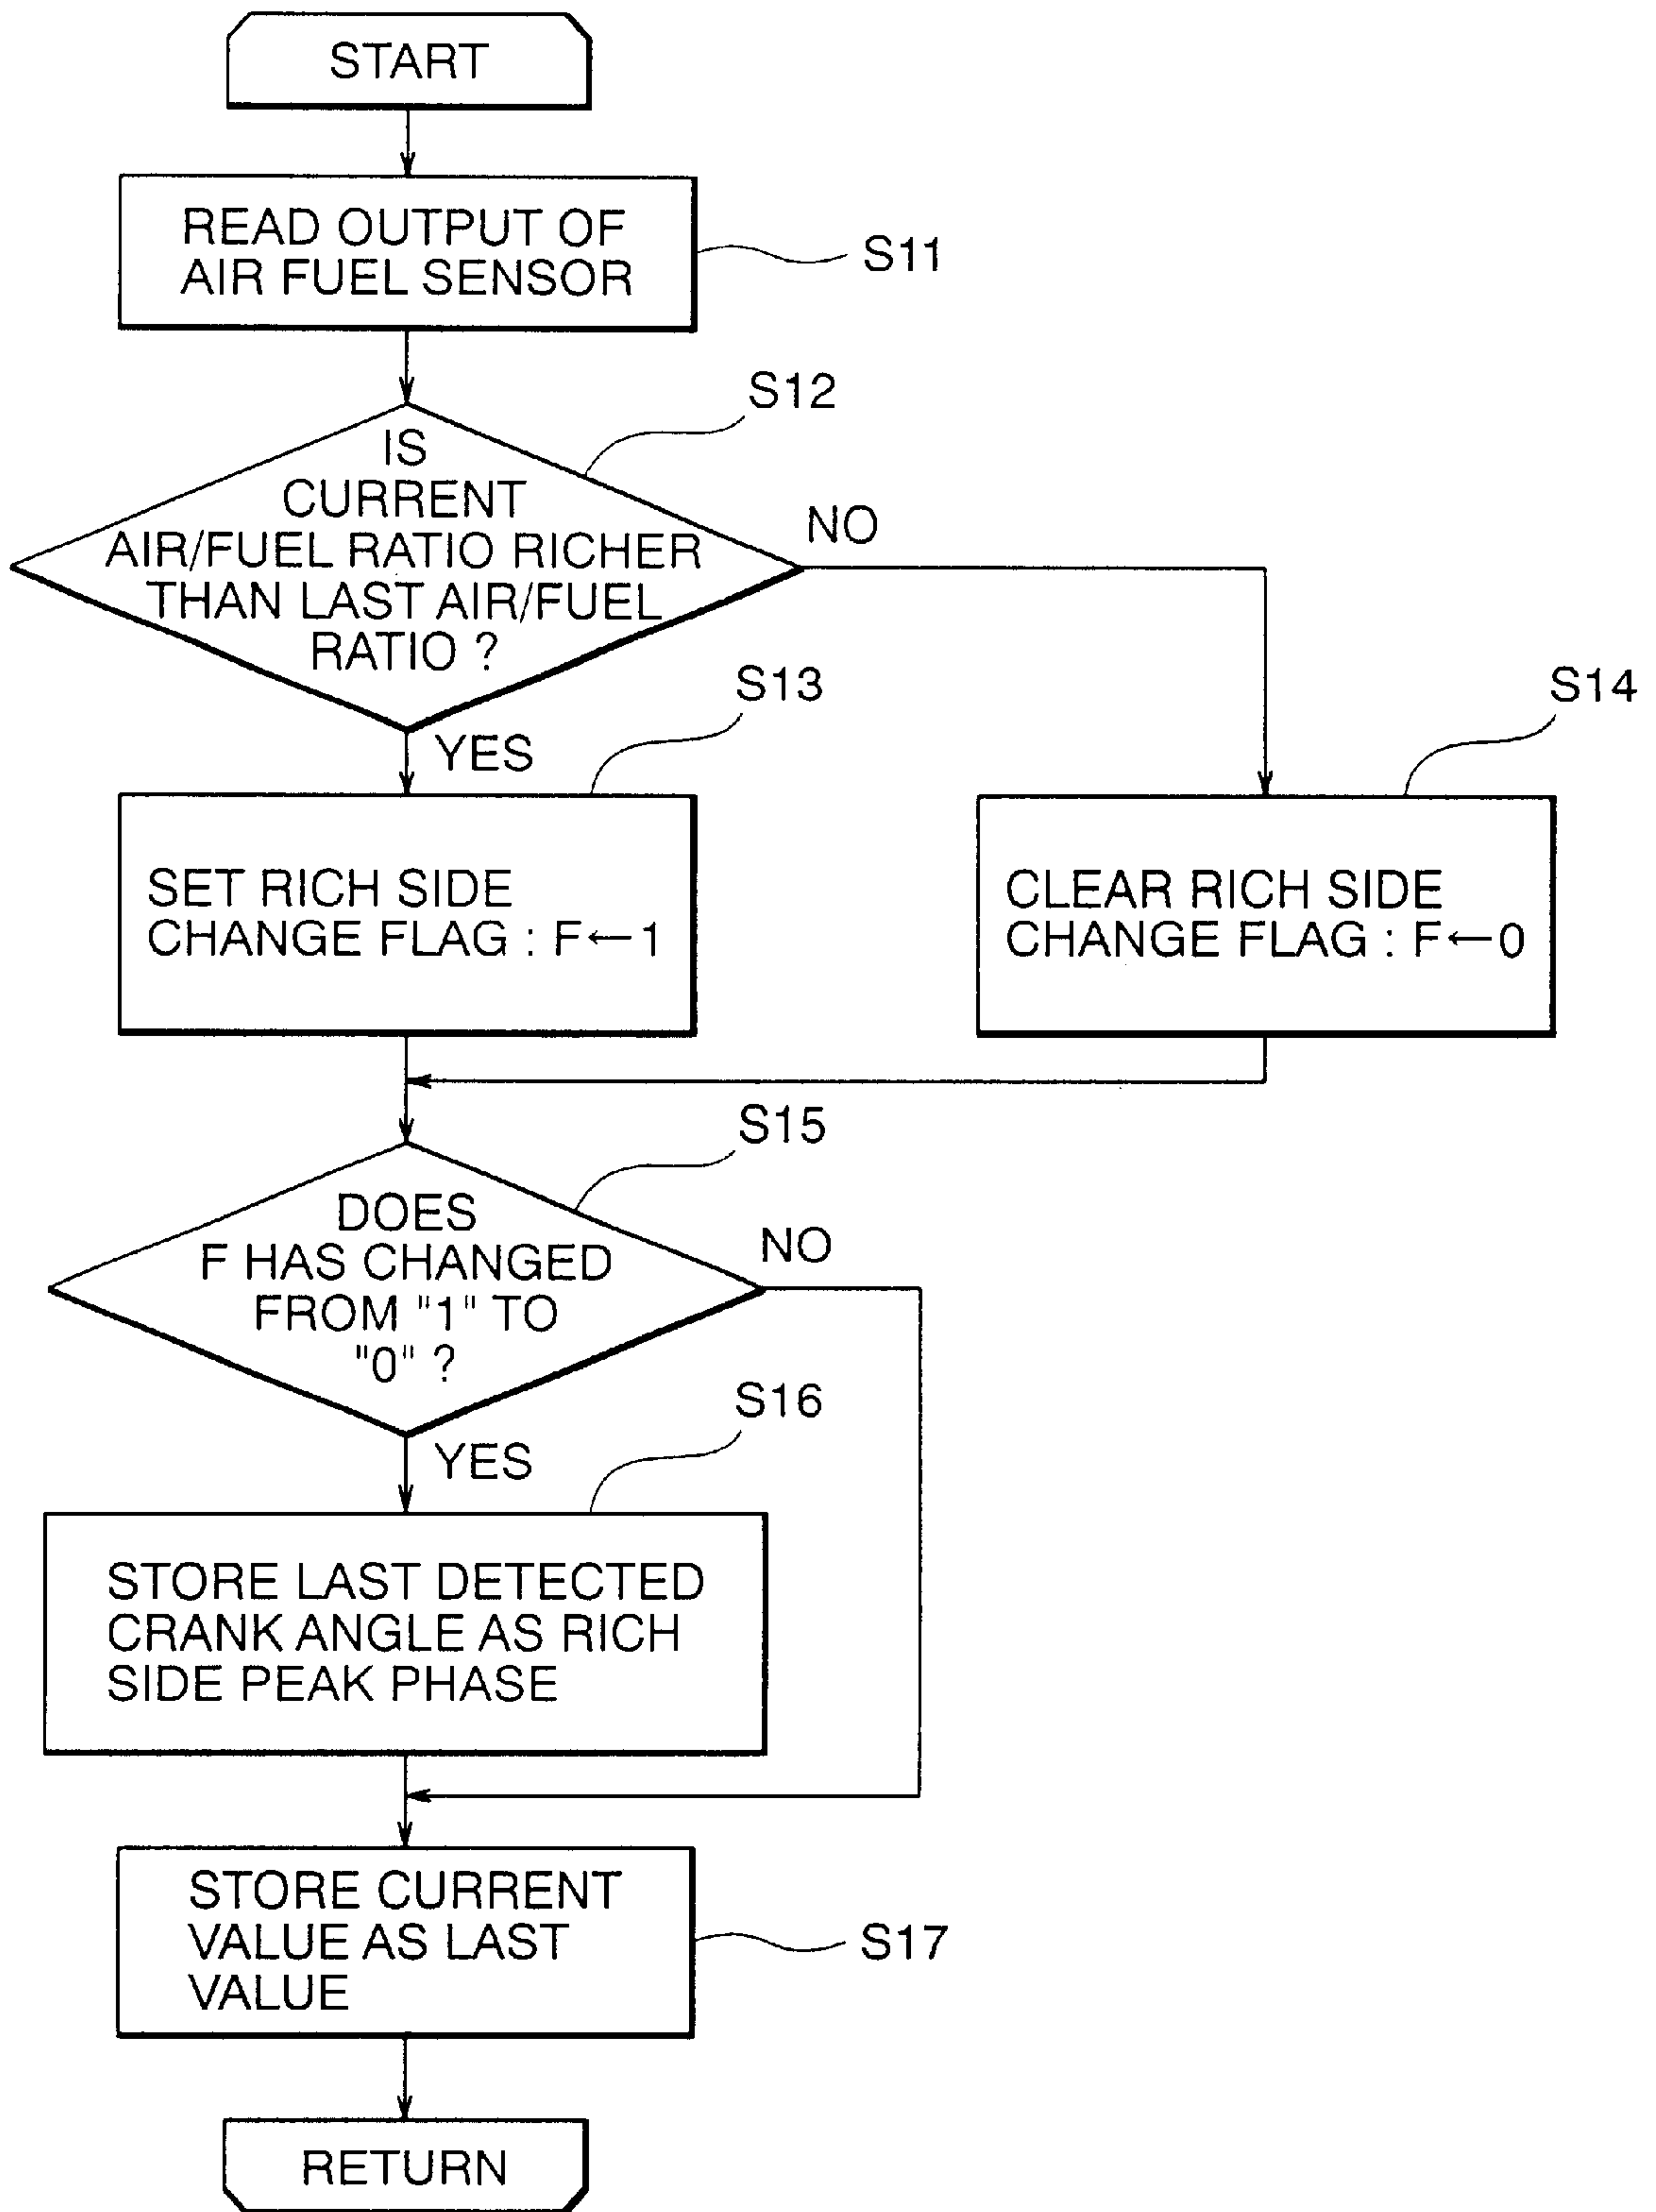 START
READ OUTPUT OF
AIR FUEL SENSOR
S11
S12
IS
CURRENT
AIR/FUEL RATIO RICHER
THAN LAST AIR/FUEL
RATIO ?
NO
YES
S13
SET RICH SIDE
CHANGE FLAG : F←1
S14
CLEAR RICH SIDE
CHANGE FLAG : F←0
S15
DOES
F HAS CHANGED
FROM "1" TO
"0" ?
NO
YES
S16
STORE LAST DETECTED
CRANK ANGLE AS RICH
SIDE PEAK PHASE
STORE CURRENT
VALUE AS LAST
VALUE
S17
RETURN